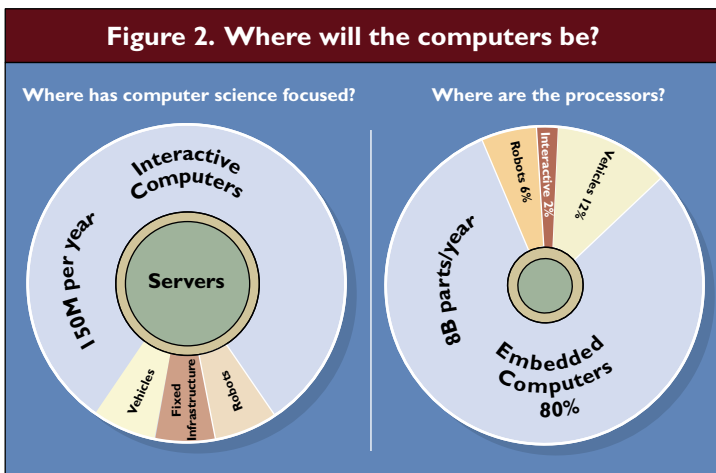 Figure 2. Where will the computers be?
Where has computer science focused?
Interactive
Computers
150M per year
Servers
Vehicles
Fixed
Infrastructure
Robots
Where are the processors?
Robots 6%
Interactive 2%
Vehicles 12%
8B parts/year
Embedded
Computers
80%